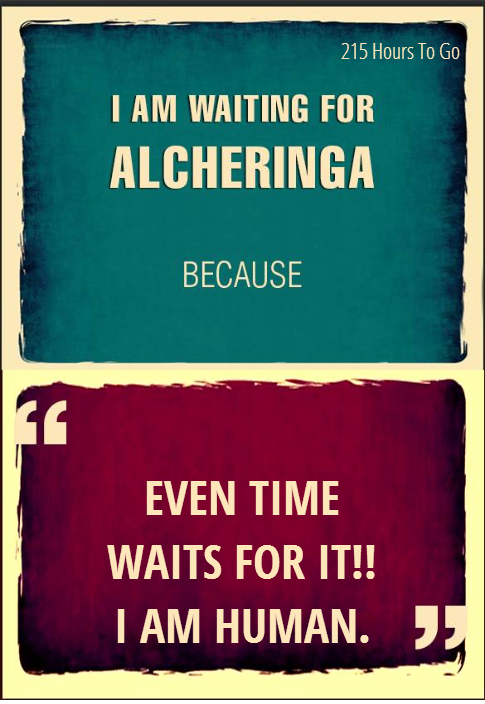 215 Hours To Go
I AM WAITING FOR
ALCHERINGA
BECAUSE
“
EVEN TIME
WAITS FOR IT!!
I AM HUMAN.
”